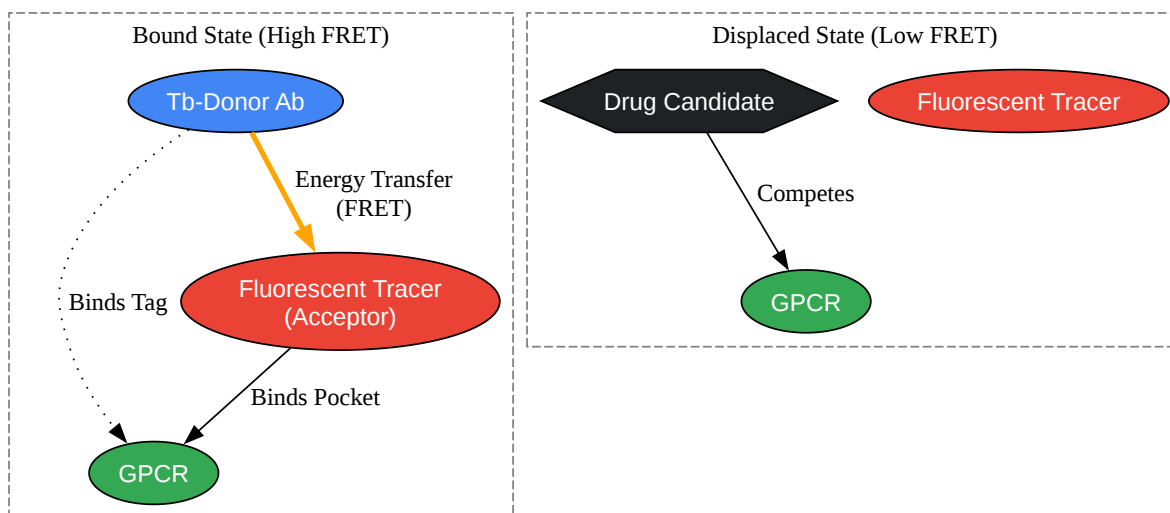 Bound State (High FRET)
Tb-Donor Ab
Energy Transfer
(FRET)
Binds Tag
Fluorescent Tracer
(Acceptor)
Binds Pocket
GPCR
Displaced State (Low FRET)
Drug Candidate
Fluorescent Tracer
Competes
GPCR